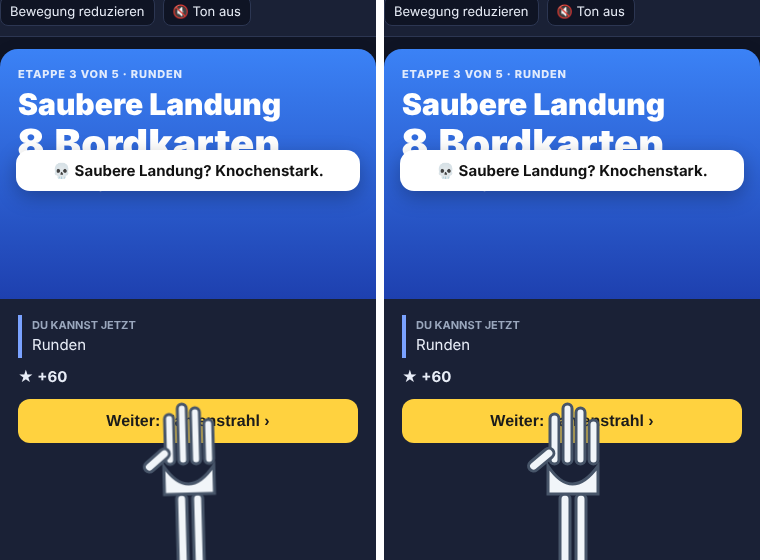 Bewegung reduzieren
🔇 Ton aus
ETAPPE 3 VON 5 · RUNDEN
Saubere Landung
8 Bordkarten
💀 Saubere Landung? Knochenstark.
DU KANNST JETZT
Runden
★ +60
Weiter: ›
Bewegung reduzieren
🔇 Ton aus
ETAPPE 3 VON 5 · RUNDEN
Saubere Landung
8 Bordkarten
💀 Saubere Landung? Knochenstark.
DU KANNST JETZT
Runden
★ +60
Weiter: ›